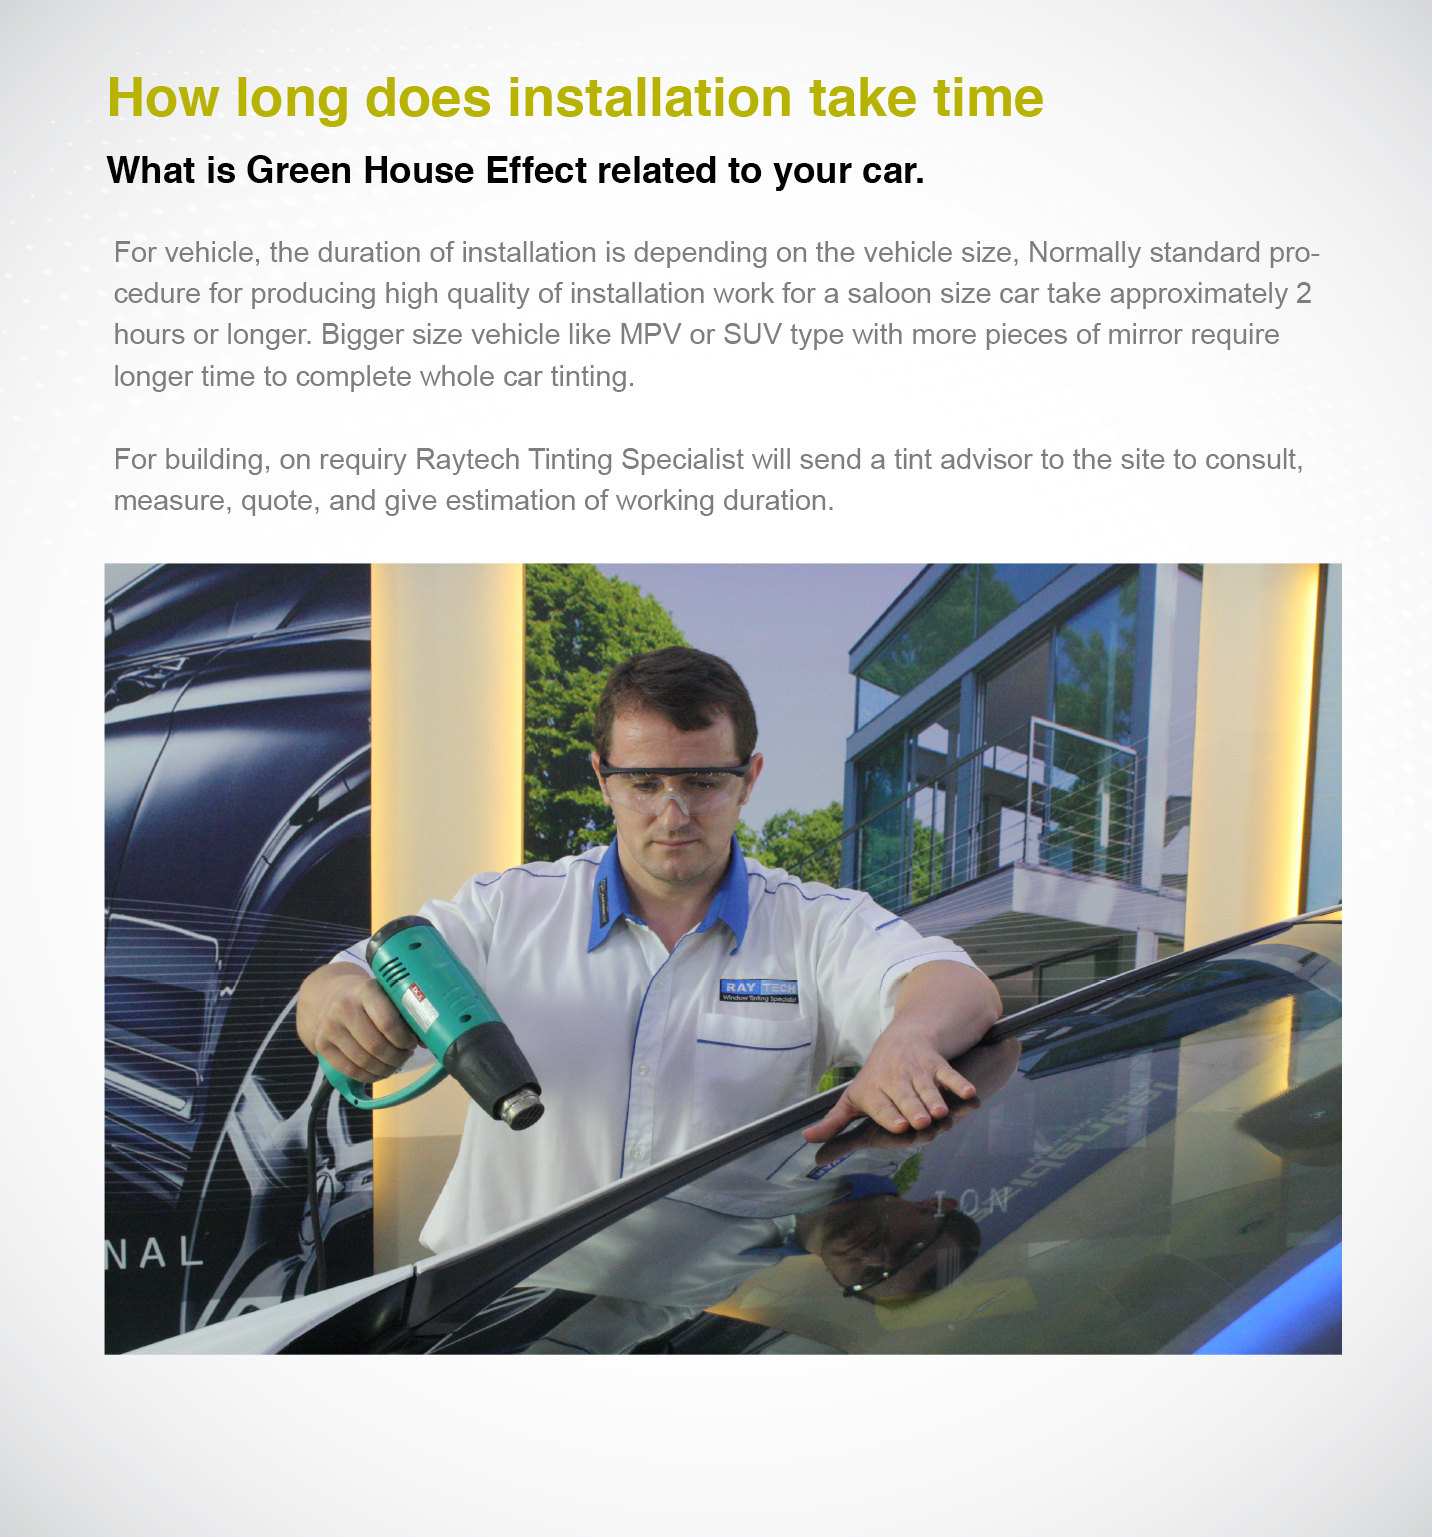 How long does installation take time
What is Green House Effect related to your car.
For vehicle, the duration of installation is depending on the vehicle size, Normally standard pro-
cedure for producing high quality of installation work for a saloon size car take approximately 2
hours or longer. Bigger size vehicle like MPV or SUV type with more pieces of mirror require
longer time to complete whole car tinting.
For building, on requiry Raytech Tinting Specialist will send a tint advisor to the site to consult,
measure, quote, and give estimation of working duration.
RAY TECH
Window Tinting Specialist
NAL